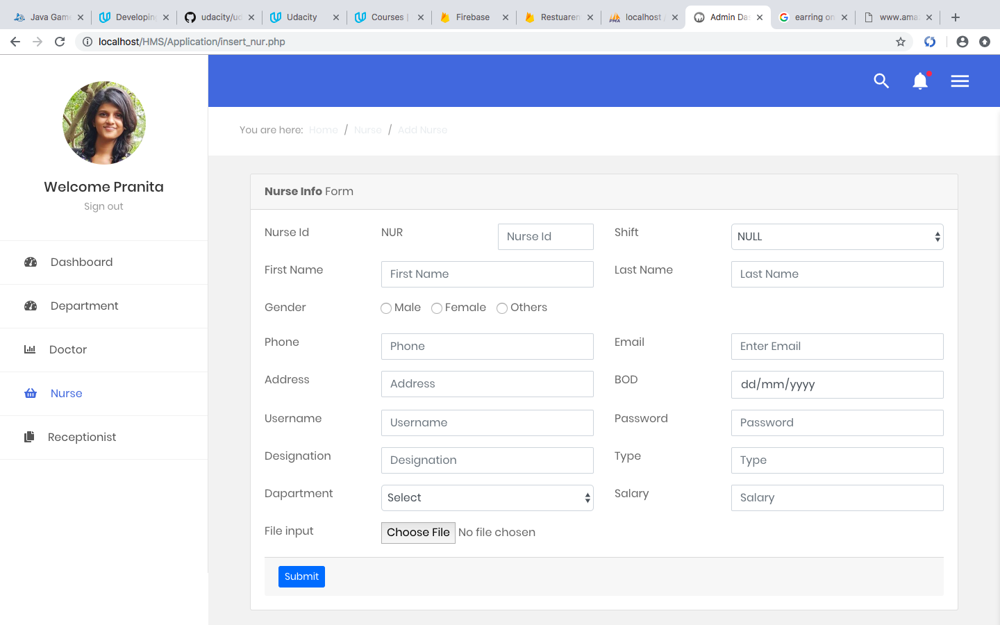 Java Game Developing udacity/ud Udacity Courses | Firebase Restuarem localhost / Admin Das earring on www.ama
localhost/HMS/Application/insert_nur.php
You are here: Home / Nurse / Add Nurse
Welcome Pranita
Sign out
Dashboard
Department
Doctor
Nurse
Receptionist
Nurse Info Form
Nurse Id NUR Nurse Id Shift NULL
First Name First Name Last Name Last Name
Gender Male Female Others
Phone Phone Email Enter Email
Address Address BOD dd/mm/yyyy
Username Username Password Password
Designation Designation Type Type
Dapartment Select Salary Salary
File input Choose File No file chosen
Submit